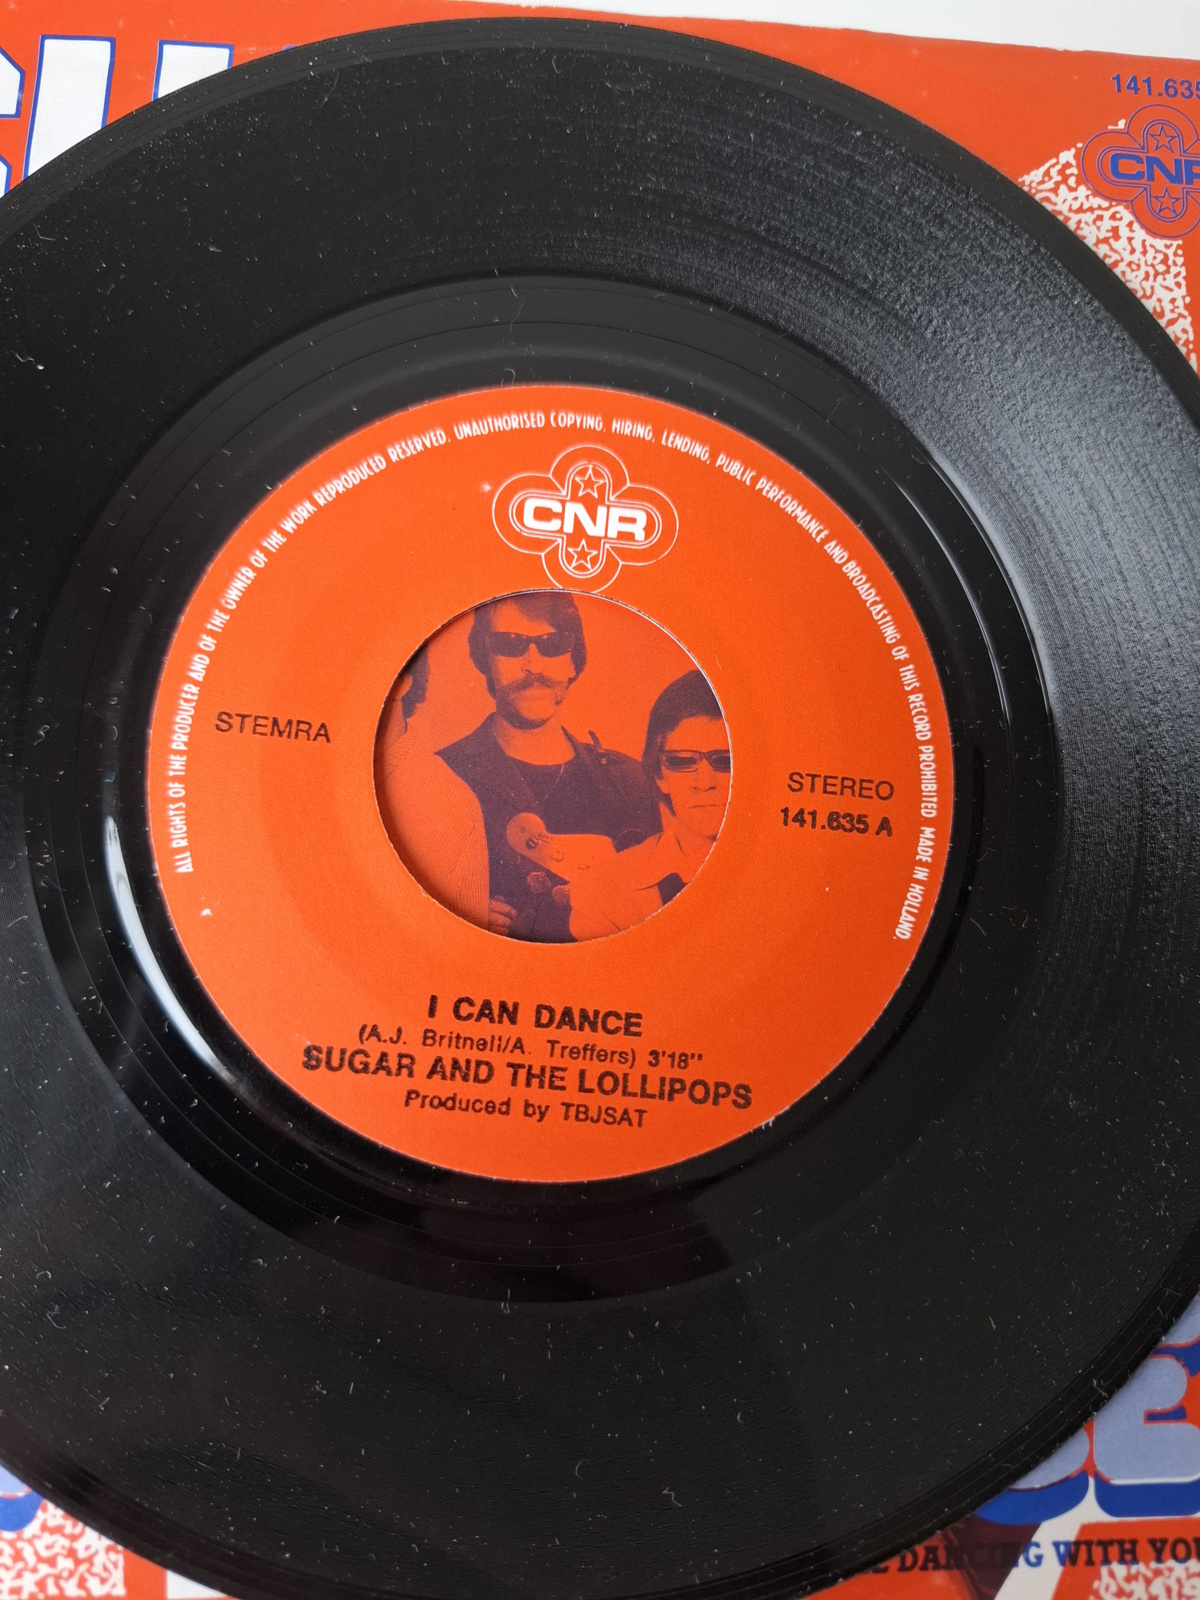 141.635
CNR
ALL RIGHTS OF THE PRODUCER AND OF THE OWNER OF THE WORK REPRODUCED RESERVED. UNAUTHORISED COPYING, HIRING, LENDING, PUBLIC PERFORMANCE AND BROADCASTING OF THIS RECORD PROHIBITED. MADE IN HOLLAND.
CNR
STEMRA
STEREO
141.635 A
I CAN DANCE
(A.J. Britnell/A. Treffers) 3'18''
SUGAR AND THE LOLLIPOPS
Produced by TBJSAT
DANCING WITH YOU